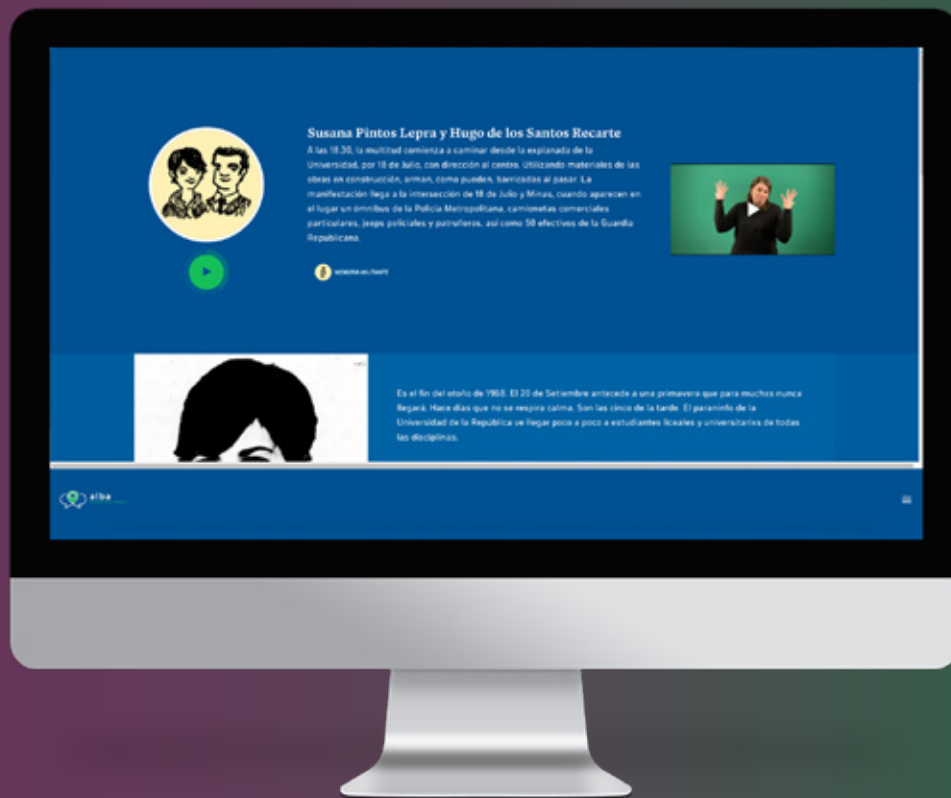 Susana Pintos Lepra y Hugo de los Santos Recarte
A las 18.30, la multitud comienza a caminar desde la explanada de la
Universidad, por 18 de Julio, con dirección al centro. Utilizando materiales de las
obras en construcción, arman, como pueden, barricadas al pasar. La
manifestación llega a la intersección de 18 de Julio y Minas, cuando aparecen en
el lugar un ómnibus de la Policía Metropolitana, camionetas comerciales
particulares, jeeps policiales y patrulleros, así como 50 efectivos de la Guardia
Republicana.
MEMORIA MILITANTE
Es el fin del otoño de 1968. El 20 de Setiembre antecede a una primavera que para muchos nunca
llegará. Hace días que no se respira calma. Son las cinco de la tarde. El paraninfo de la
Universidad de la República ve llegar poco a poco a estudiantes liceales y universitarixs de todas
las disciplinas.
alba